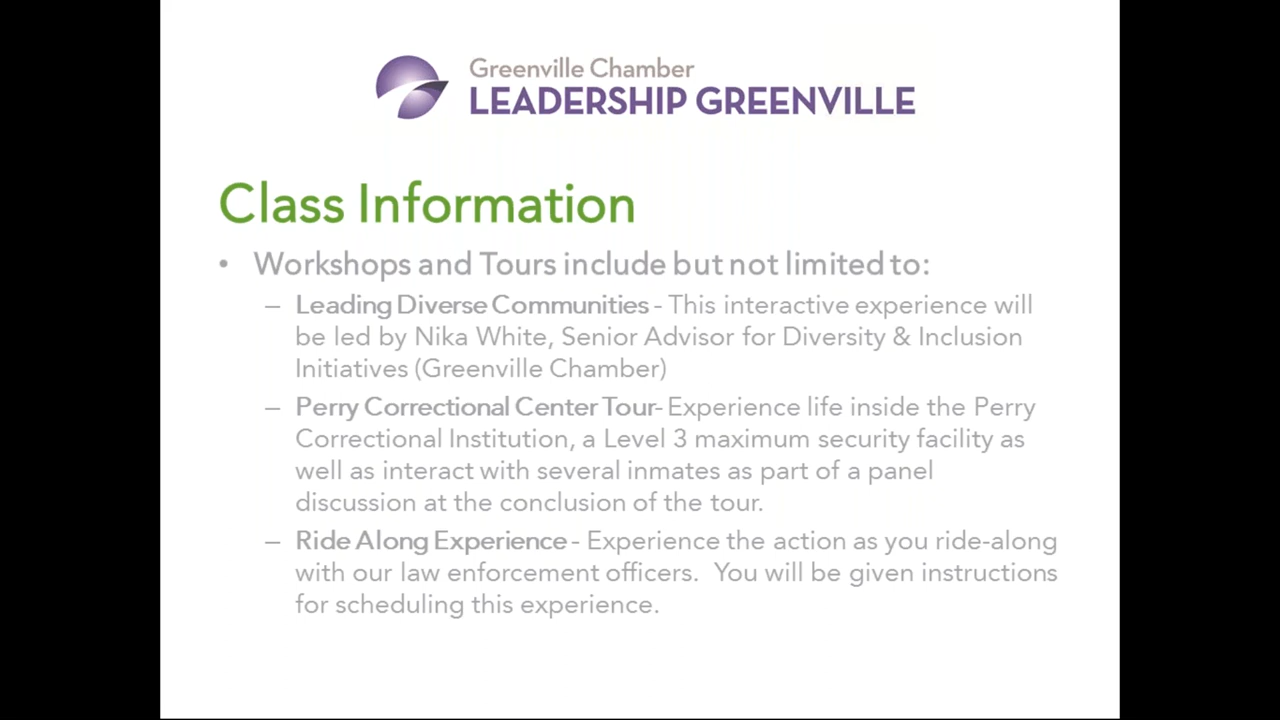 Greenville Chamber
LEADERSHIP GREENVILLE
Class Information
• Workshops and Tours include but not limited to:
– Leading Diverse Communities - This interactive experience will
be led by Nika White, Senior Advisor for Diversity & Inclusion
Initiatives (Greenville Chamber)
– Perry Correctional Center Tour- Experience life inside the Perry
Correctional Institution, a Level 3 maximum security facility as
well as interact with several inmates as part of a panel
discussion at the conclusion of the tour.
– Ride Along Experience - Experience the action as you ride-along
with our law enforcement officers.  You will be given instructions
for scheduling this experience.